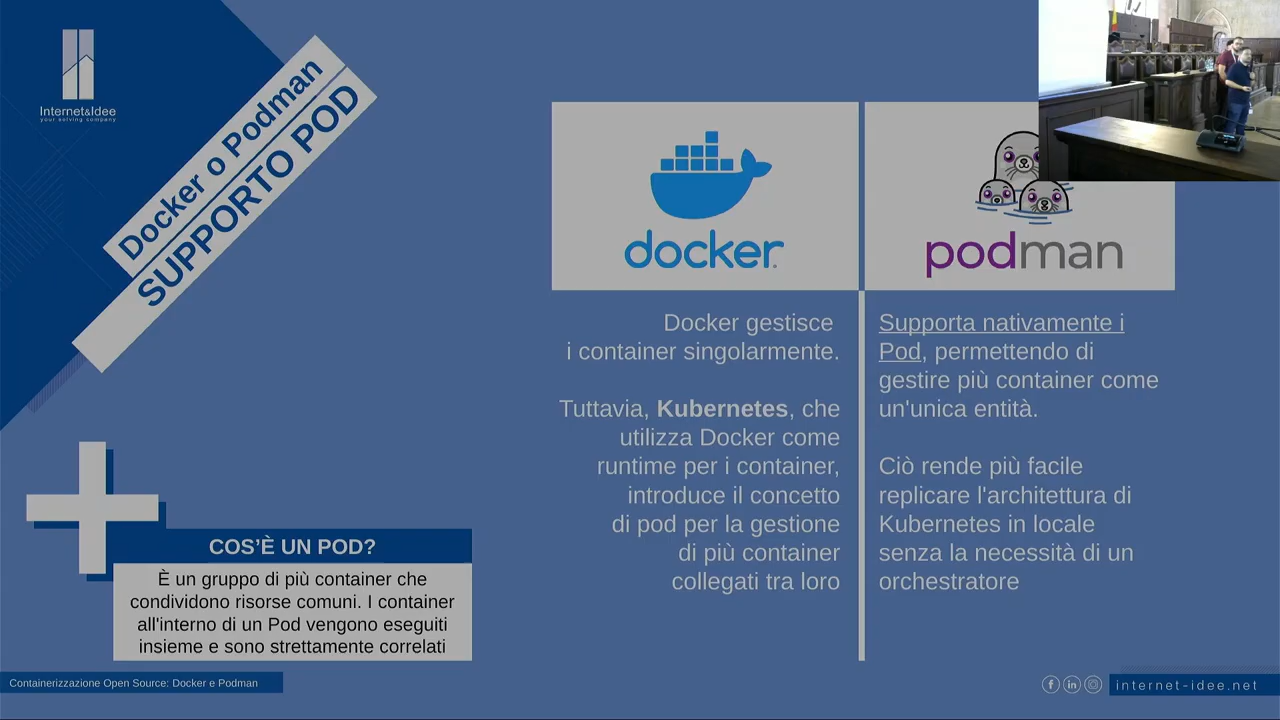 Internet&Idee
your solving company
Docker o Podman
SUPPORTO POD
docker
podman
Docker gestisce
i container singolarmente.
Tuttavia, Kubernetes, che
utilizza Docker come
runtime per i container,
introduce il concetto
di pod per la gestione
di più container
collegati tra loro
Supporta nativamente i
Pod, permettendo di
gestire più container come
un'unica entità.
Ciò rende più facile
replicare l'architettura di
Kubernetes in locale
senza la necessità di un
orchestratore
COS'È UN POD?
È un gruppo di più container che
condividono risorse comuni. I container
all'interno di un Pod vengono eseguiti
insieme e sono strettamente correlati
Containerizzazione Open Source: Docker e Podman
internet-idee.net